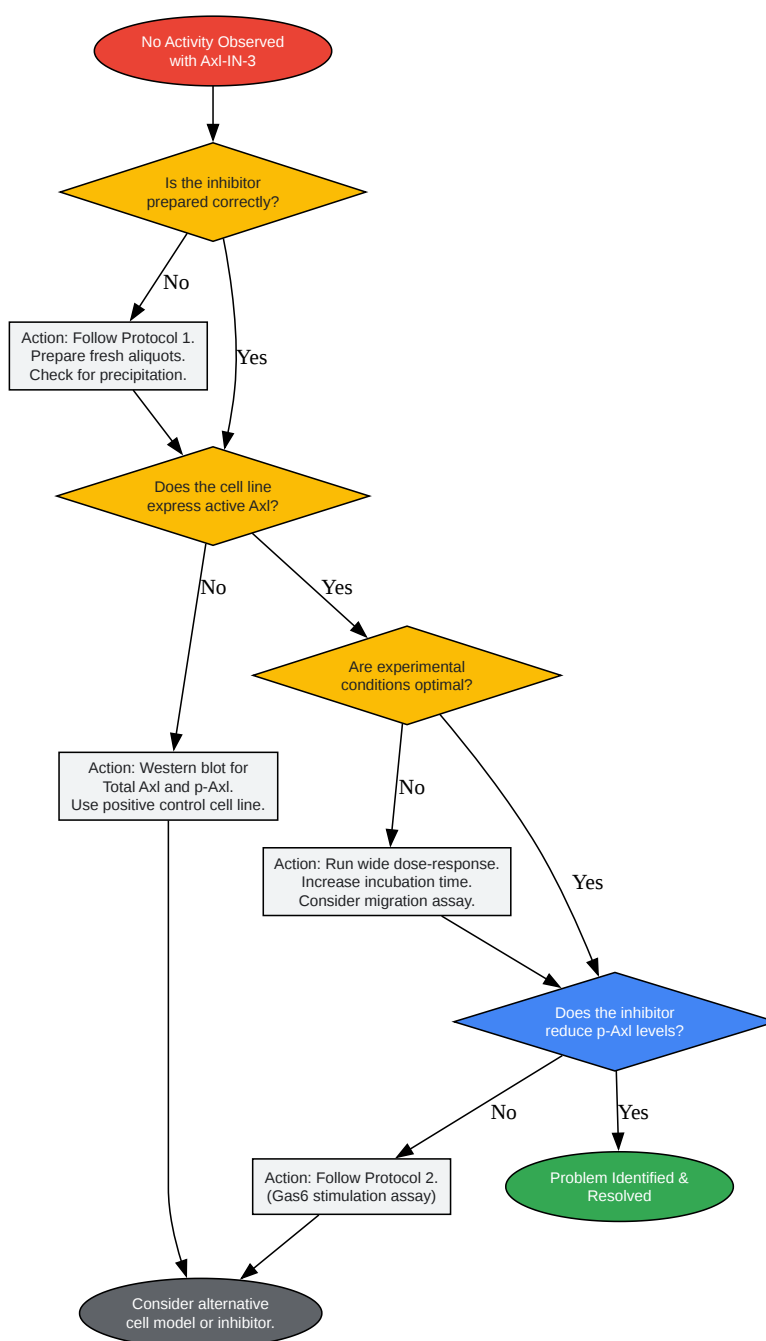 No Activity Observed
with Axl-IN-3
Is the inhibitor
prepared correctly?
No
Action: Follow Protocol 1.
Prepare fresh aliquots.
Check for precipitation.
Yes
Does the cell line
express active Axl?
No
Yes
Are experimental
conditions optimal?
Action: Western blot for
Total Axl and p-Axl.
Use positive control cell line.
No
Action: Run wide dose-response.
Increase incubation time.
Consider migration assay.
Yes
Does the inhibitor
reduce p-Axl levels?
No
Yes
Action: Follow Protocol 2.
(Gas6 stimulation assay)
Problem Identified &
Resolved
Consider alternative
cell model or inhibitor.